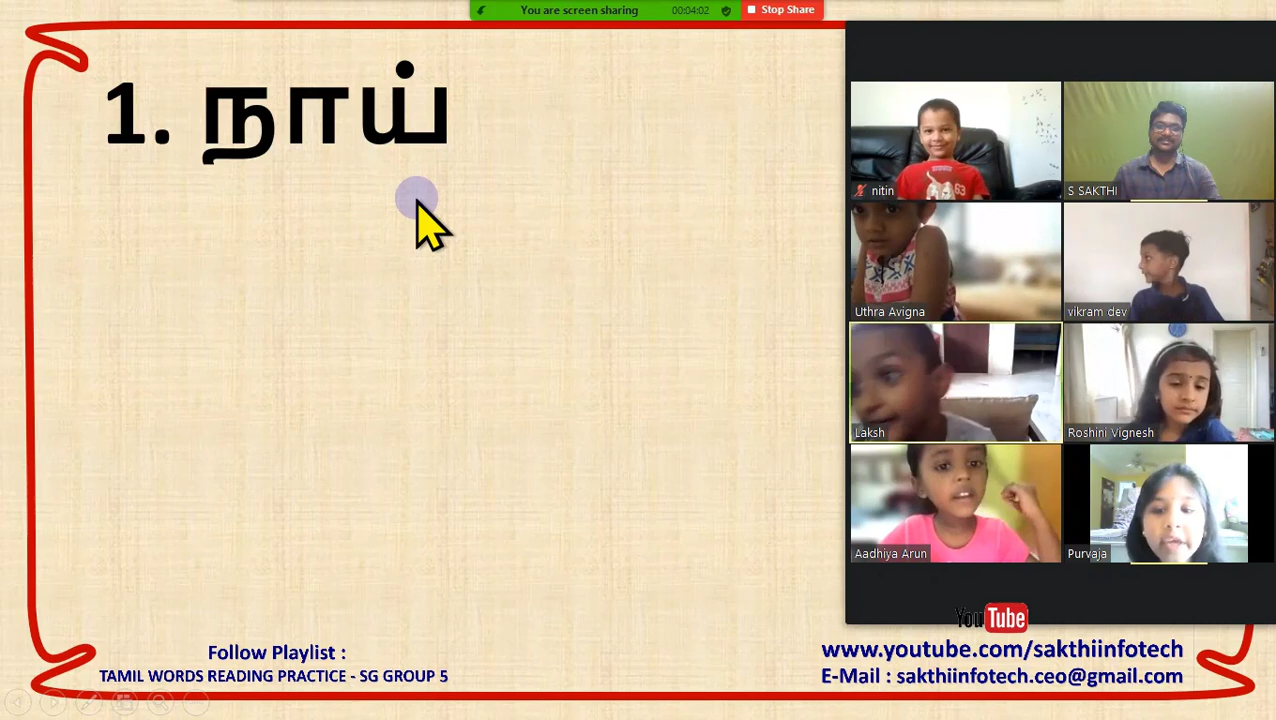 You are screen sharing 00:04:02 Stop Share
1. நாய்
nitin
S SAKTHI
Uthra Avigna
vikram dev
Laksh
Roshini Vignesh
Aadhiya Arun
Purvaja
63
YouTube
Follow Playlist :
TAMIL WORDS READING PRACTICE - SG GROUP 5
www.youtube.com/sakthiinfotech
E-Mail : sakthiinfotech.ceo@gmail.com